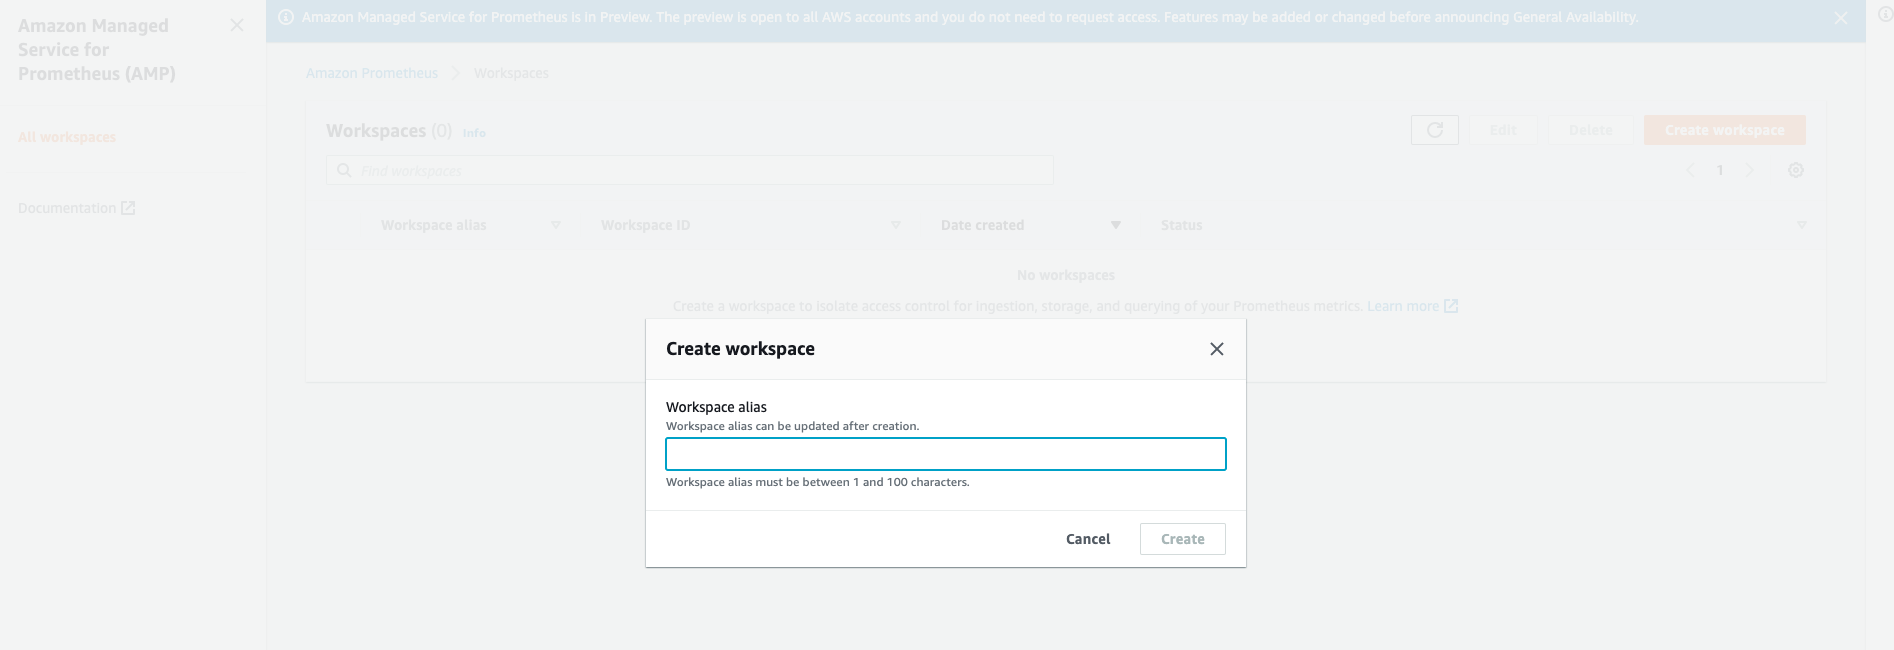 Amazon Managed
Service for
Prometheus (AMP)
All workspaces
Documentation
Amazon Managed Service for Prometheus is in Preview. The preview is open to all AWS accounts and you do not need to request access. Features may be added or changed before announcing General Availability.
Amazon Prometheus
Workspaces
Workspaces (0) Info
Edit
Delete
Create workspace
Find workspaces
1
Workspace alias
Workspace ID
Date created
Status
No workspaces
Create a workspace to isolate access control for ingestion, storage, and querying of your Prometheus metrics. Learn more
Create workspace
Workspace alias
Workspace alias can be updated after creation.
Workspace alias must be between 1 and 100 characters.
Cancel
Create